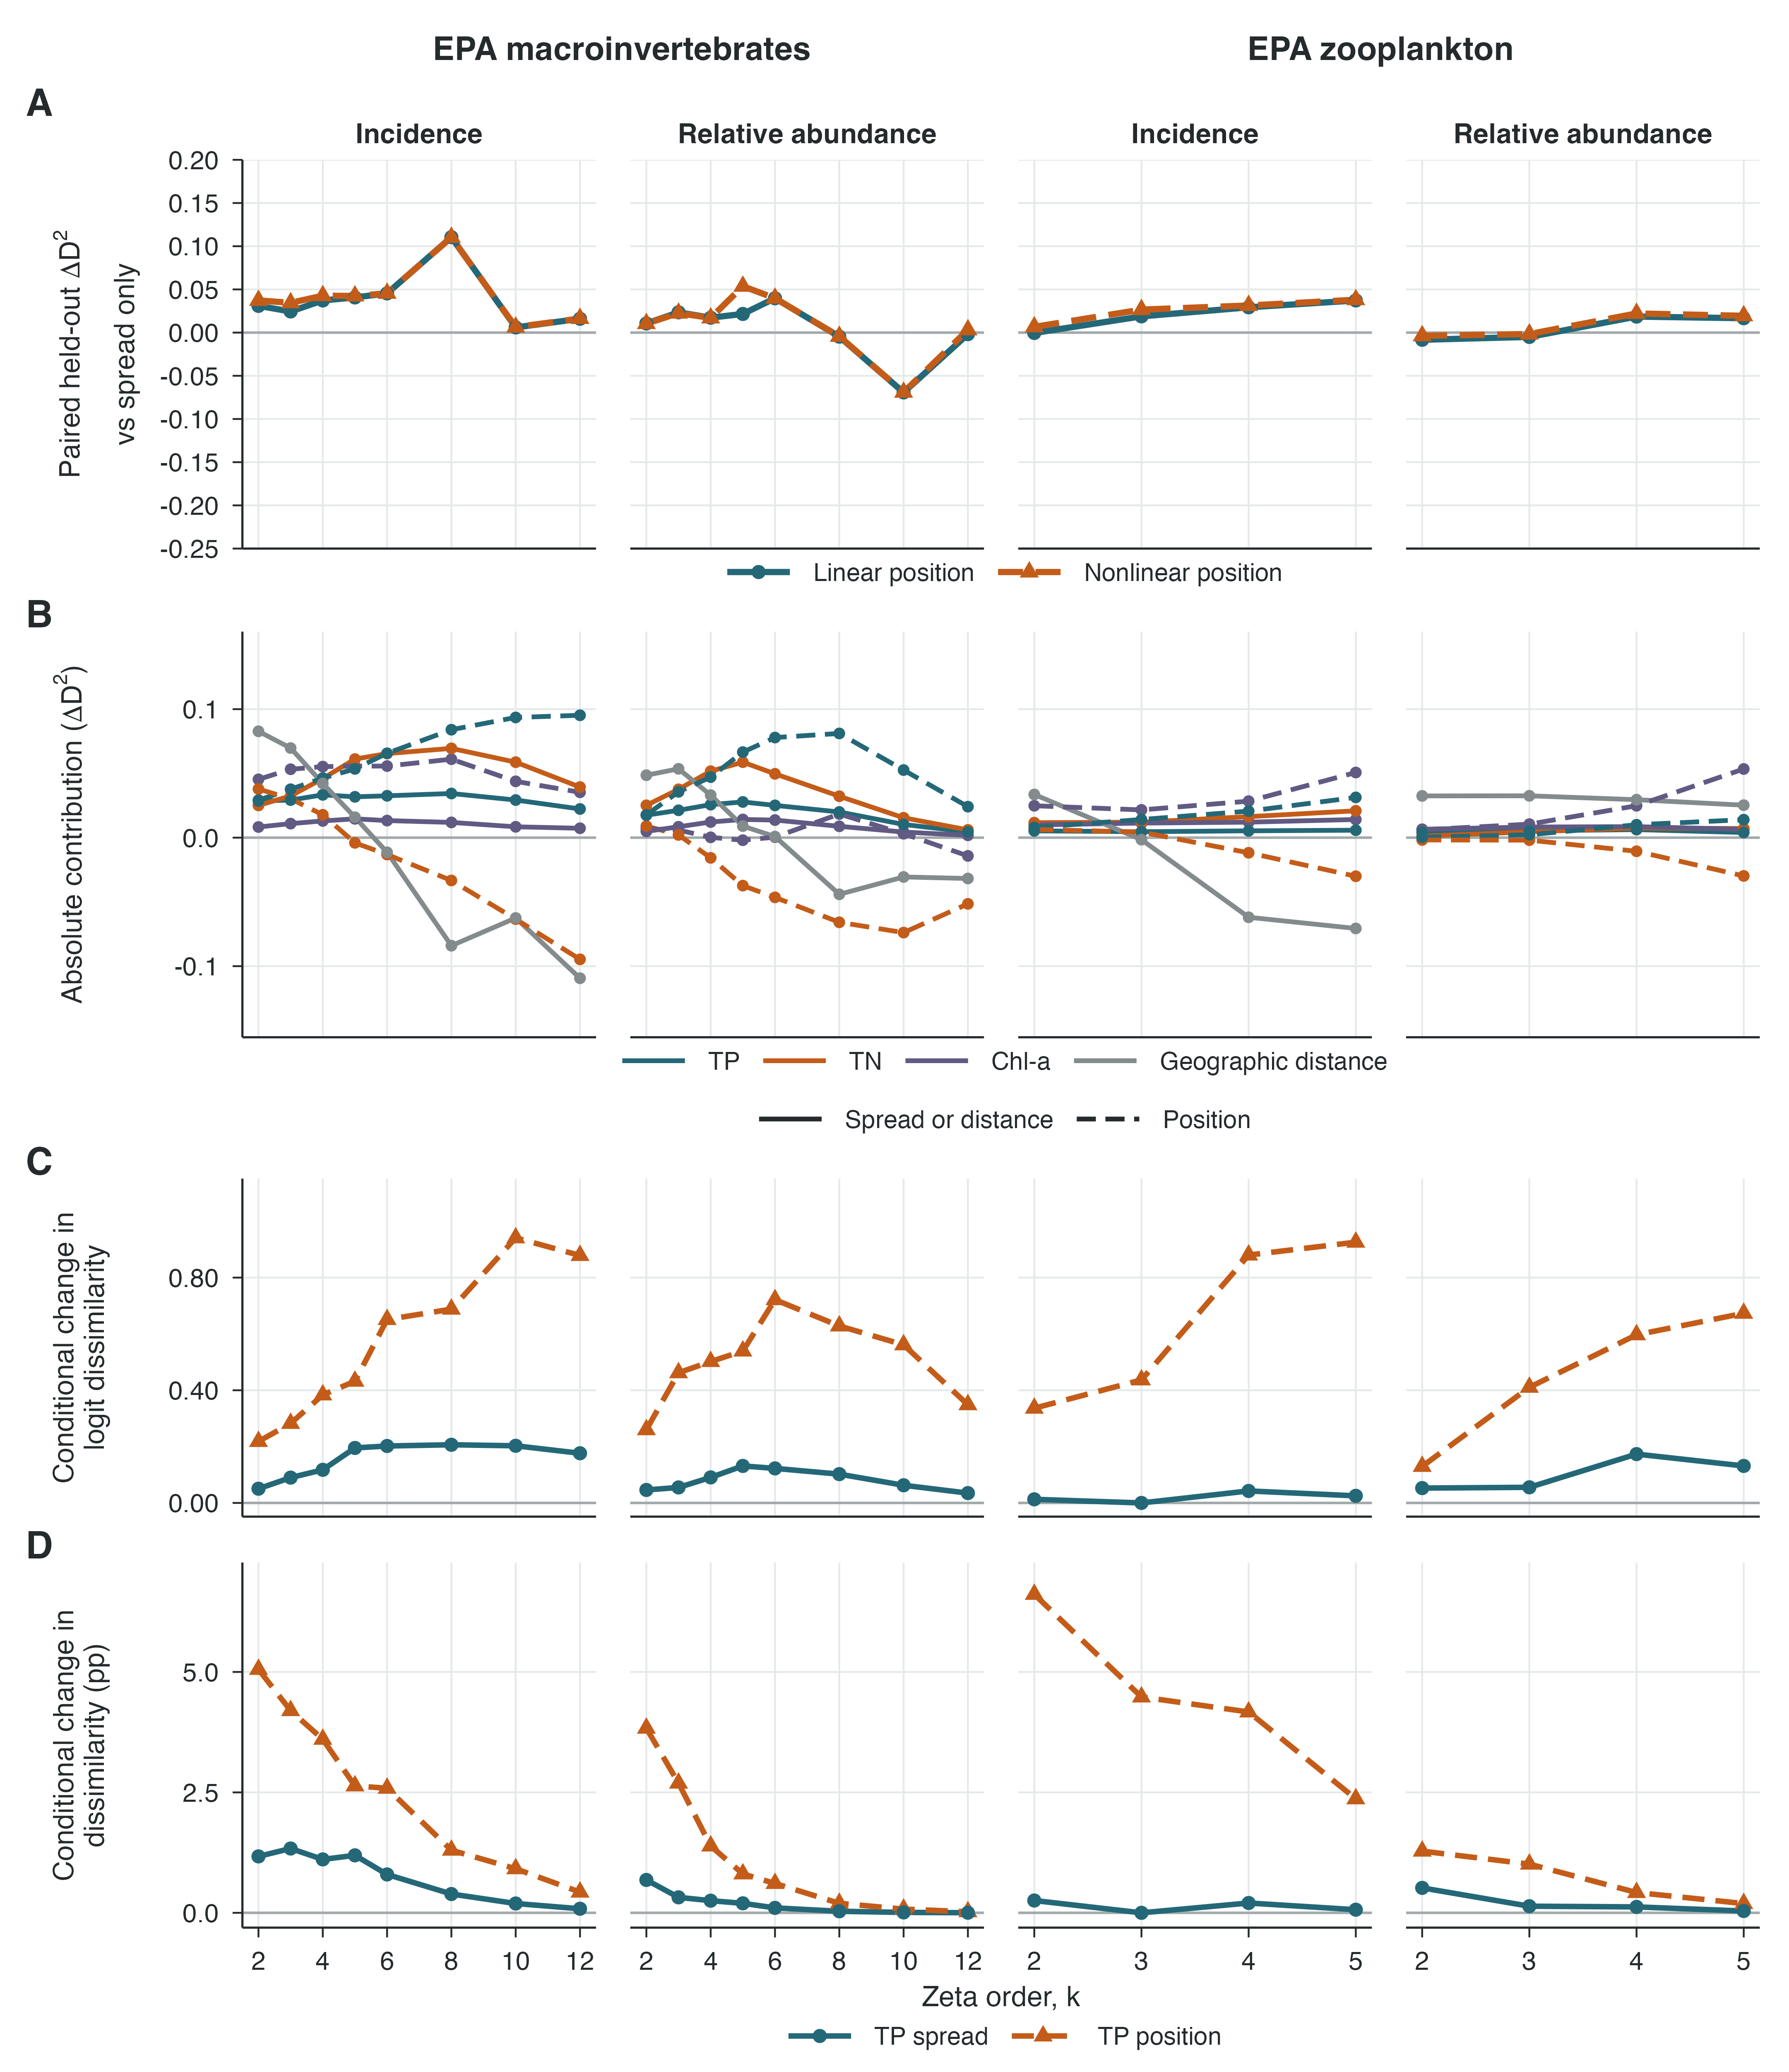 EPA macroinvertebrates EPA zooplankton
A
Incidence Relative abundance Incidence Relative abundance
Paired held-out ΔD²
vs spread only
0.20
0.15
0.10
0.05
0.00
-0.05
-0.10
-0.15
-0.20
-0.25
Linear position Nonlinear position
B
Absolute contribution (ΔD²)
0.1
0.0
-0.1
TP TN Chl-a Geographic distance
Spread or distance Position
C
Conditional change in
logit dissimilarity
0.80
0.40
0.00
D
Conditional change in
dissimilarity (pp)
5.0
2.5
0.0
2 4 6 8 10 12 2 4 6 8 10 12 2 3 4 5 2 3 4 5
Zeta order, k
TP spread TP position